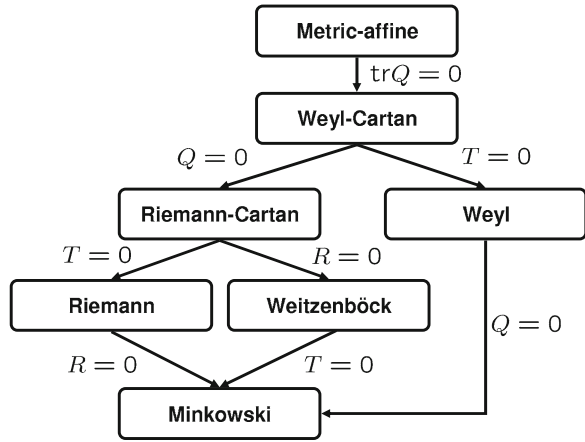 Metric-affine
trQ = 0
Weyl-Cartan
Q = 0
T = 0
Riemann-Cartan
Weyl
T = 0
R = 0
Riemann
Weitzenböck
Q = 0
R = 0
T = 0
Minkowski